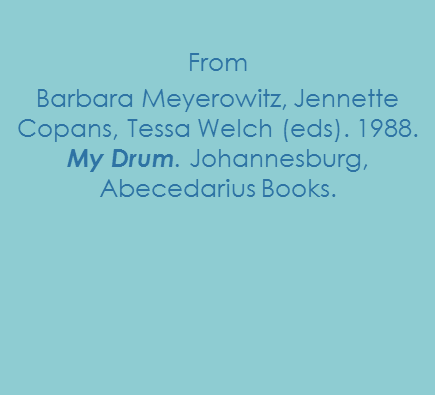 From
Barbara Meyerowitz, Jennette
Copans, Tessa Welch (eds). 1988.
My Drum. Johannesburg,
Abecedarius Books.